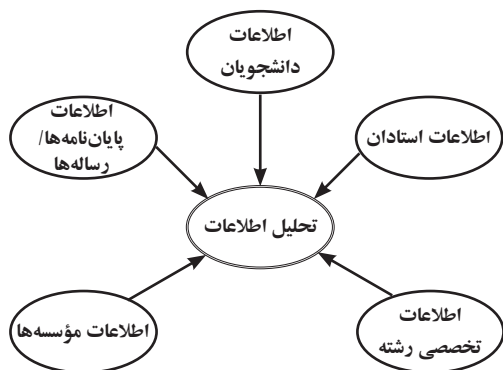 اطلاعات
دانشجویان
اطلاعات استادان
اطلاعات
پایان‌نامه‌ها/
رساله‌ها
تحلیل اطلاعات
اطلاعات
تخصصی رشته
اطلاعات مؤسسه‌ها